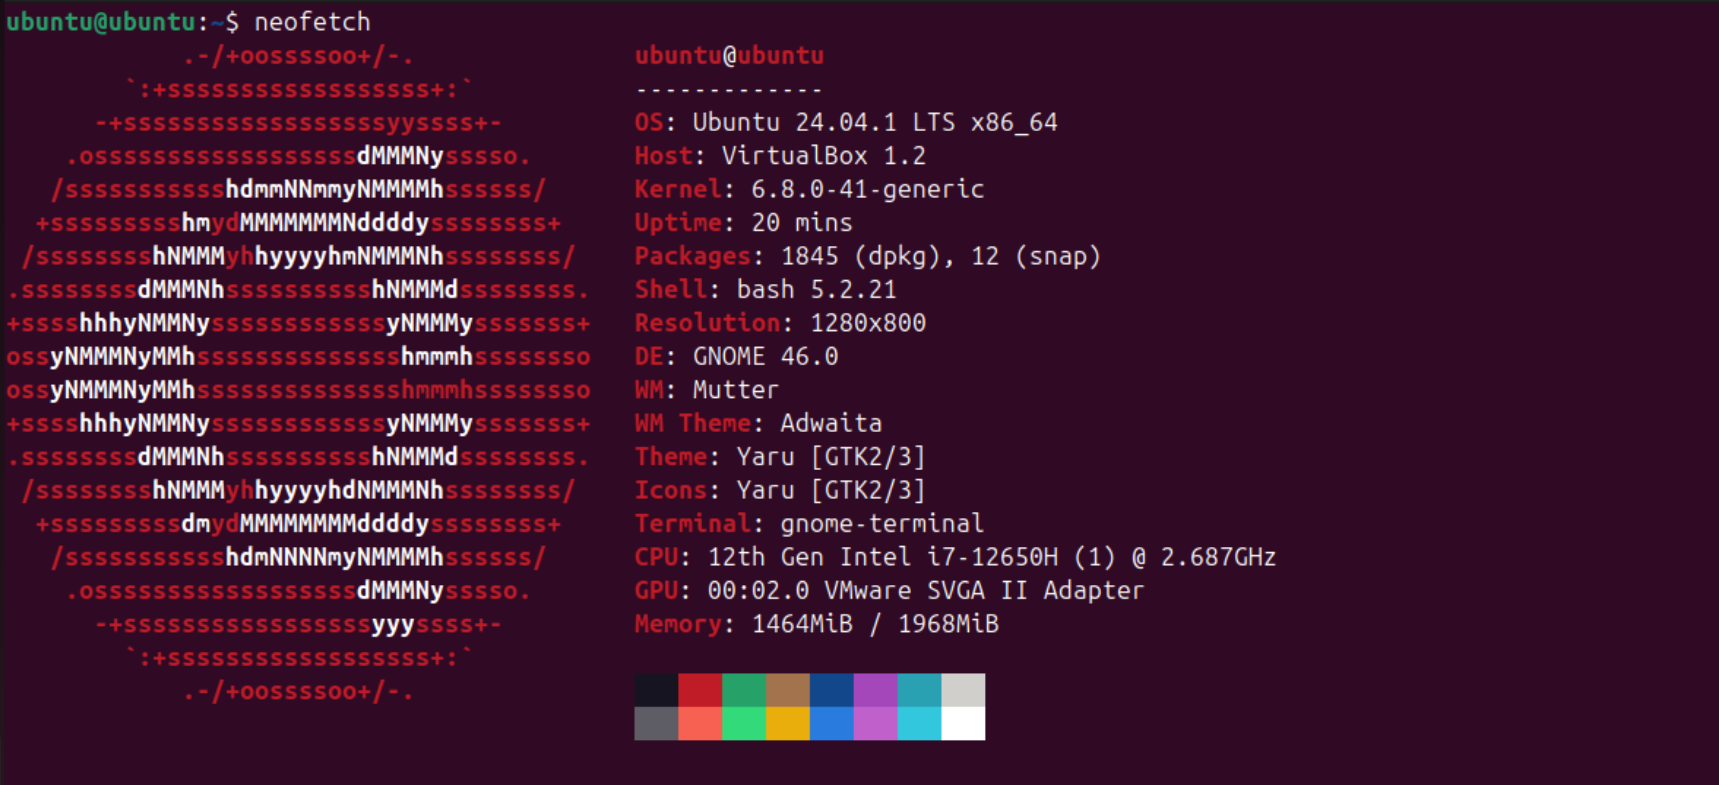 ubuntu@ubuntu:~$ neofetch
            .-/+oossssoo+/-.               ubuntu@ubuntu
        `:+ssssssssssssssssss+:`           -------------
      -+ssssssssssssssssssyyssss+-         OS: Ubuntu 24.04.1 LTS x86_64
    .ossssssssssssssssssdMMMNysssso.       Host: VirtualBox 1.2
   /ssssssssssshdmmNNmmyNMMMMhssssss/      Kernel: 6.8.0-41-generic
  +ssssssssshmydMMMMMMMNddddyssssssss+     Uptime: 20 mins
 /sssssssshNMMMyhhyyyyhmNMMMNhssssssss/    Packages: 1845 (dpkg), 12 (snap)
.ssssssssdMMMNhsssssssssshNMMMdssssssss.   Shell: bash 5.2.21
+sssshhhyNMMNyssssssssssssyNMMMysssssss+   Resolution: 1280x800
ossyNMMMNyMMhsssssssssssssshmmmhssssssso   DE: GNOME 46.0
ossyNMMMNyMMhsssssssssssssshmmmhssssssso   WM: Mutter
+sssshhhyNMMNyssssssssssssyNMMMysssssss+   WM Theme: Adwaita
.ssssssssdMMMNhsssssssssshNMMMdssssssss.   Theme: Yaru [GTK2/3]
 /sssssssshNMMMyhhyyyyhdNMMMNhssssssss/    Icons: Yaru [GTK2/3]
  +sssssssssdmydMMMMMMMMddddyssssssss+     Terminal: gnome-terminal
   /ssssssssssshdmNNNNmyNMMMMhssssss/      CPU: 12th Gen Intel i7-12650H (1) @ 2.687GHz
    .ossssssssssssssssssdMMMNysssso.       GPU: 00:02.0 VMware SVGA II Adapter
      -+sssssssssssssssssyyyssss+-         Memory: 1464MiB / 1968MiB
        `:+ssssssssssssssssss+:`
            .-/+oossssoo+/-.